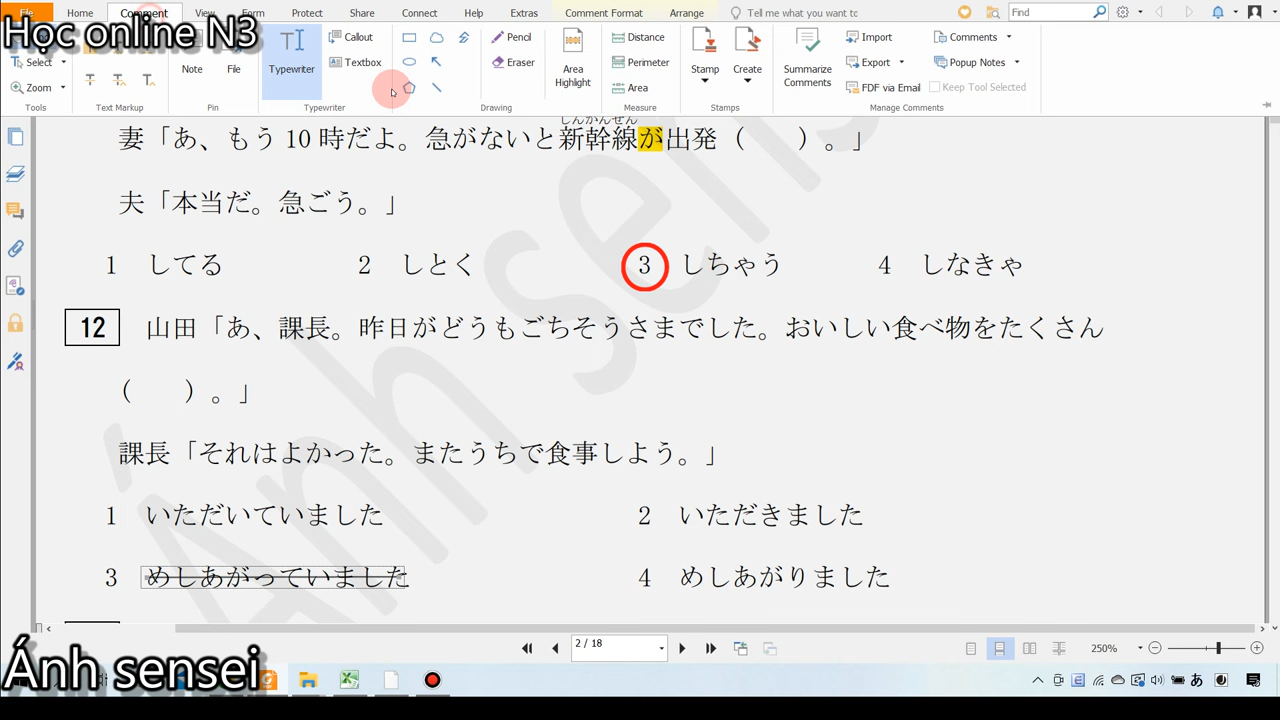 File Home Comment View Form Protect Share Connect Help Extras Comment Format Arrange Tell me what you want to Find
Học online N3
Select
Zoom
Tools
Text Markup
Note
File
Pin
Typewriter
Callout
Textbox
Typewriter
Pencil
Eraser
Drawing
Area Highlight
Distance
Perimeter
Area
Measure
Stamp
Create
Stamps
Summarize Comments
Import
Export
FDF via Email
Comments
Popup Notes
Keep Tool Selected
Manage Comments
しんかんせん
妻「あ、もう 10 時だよ。急がないと新幹線が出発（　　）。」
夫「本当だ。急ごう。」
1 してる 2 しとく 3 しちゃう 4 しなきゃ
12 山田「あ、課長。昨日がどうもごちそうさまでした。おいしい食べ物をたくさん
（　　）。」
課長「それはよかった。またうちで食事しよう。」
1 いただいていました 2 いただきました
3 めしあがっていました 4 めしあがりました
Ánh sensei
2 / 18
250%
Ánh sensei